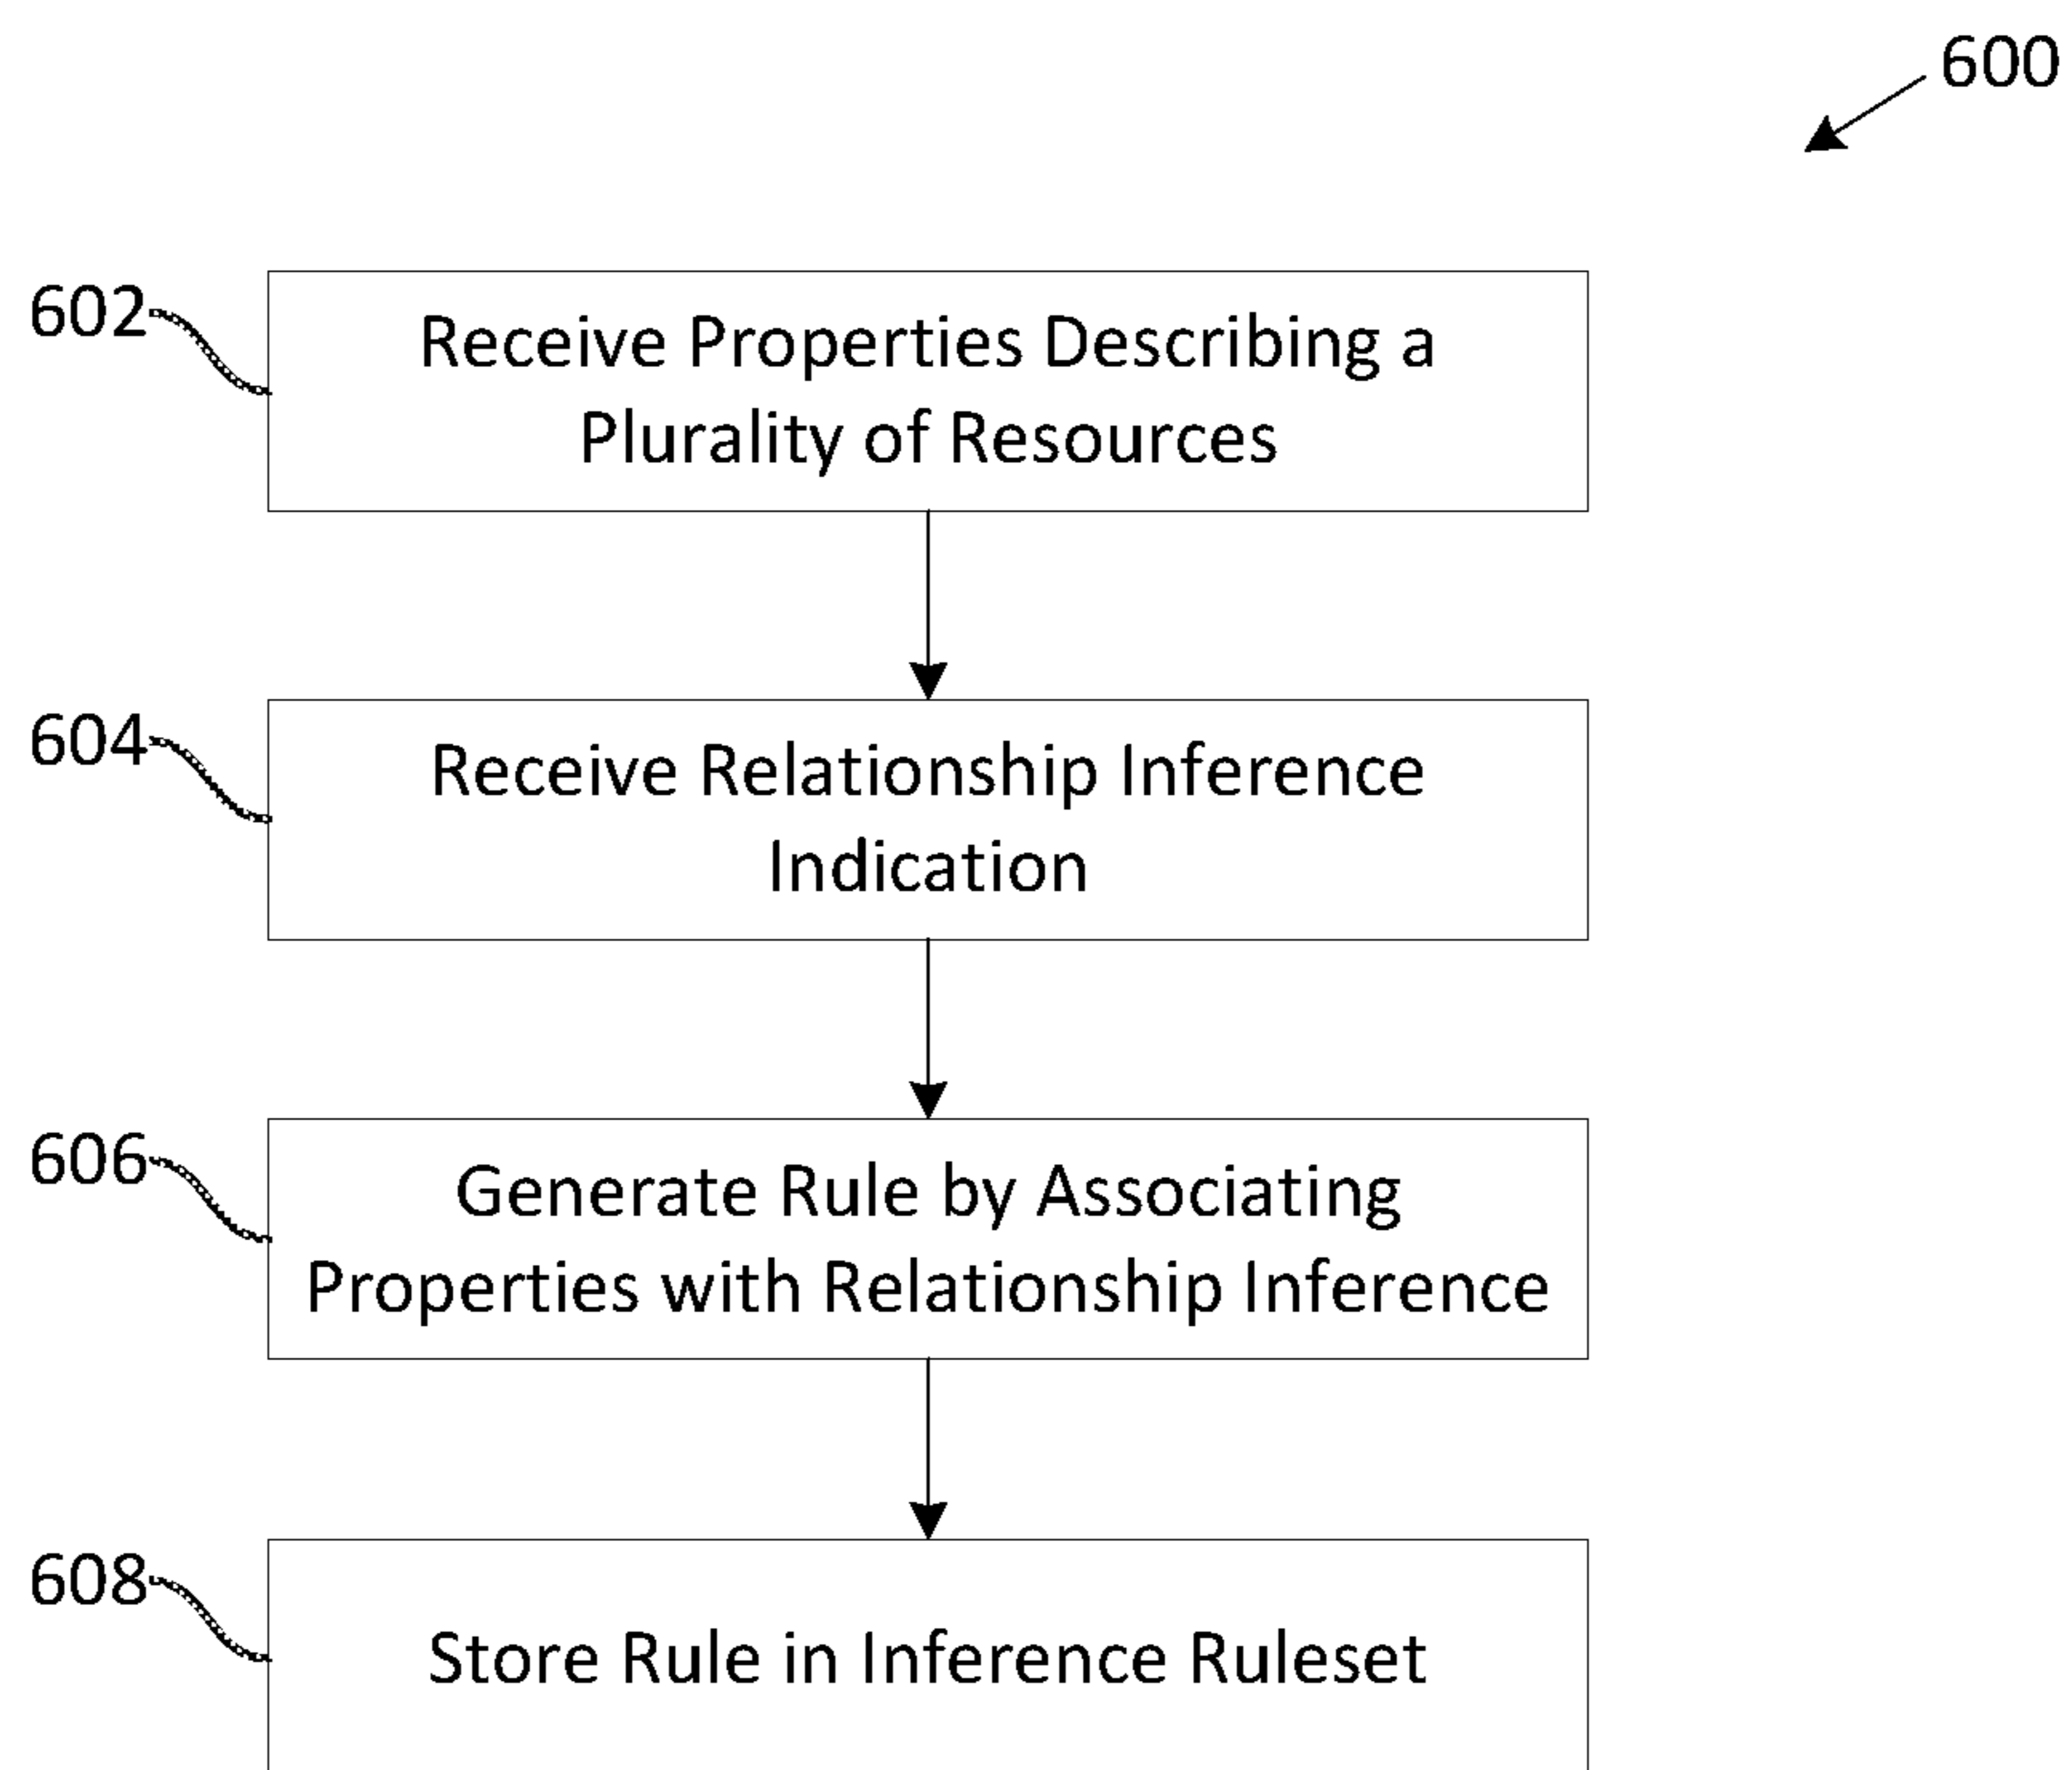 600
602
Receive Properties Describing a
Plurality of Resources
604
Receive Relationship Inference
Indication
606
Generate Rule by Associating
Properties with Relationship Inference
608
Store Rule in Inference Ruleset